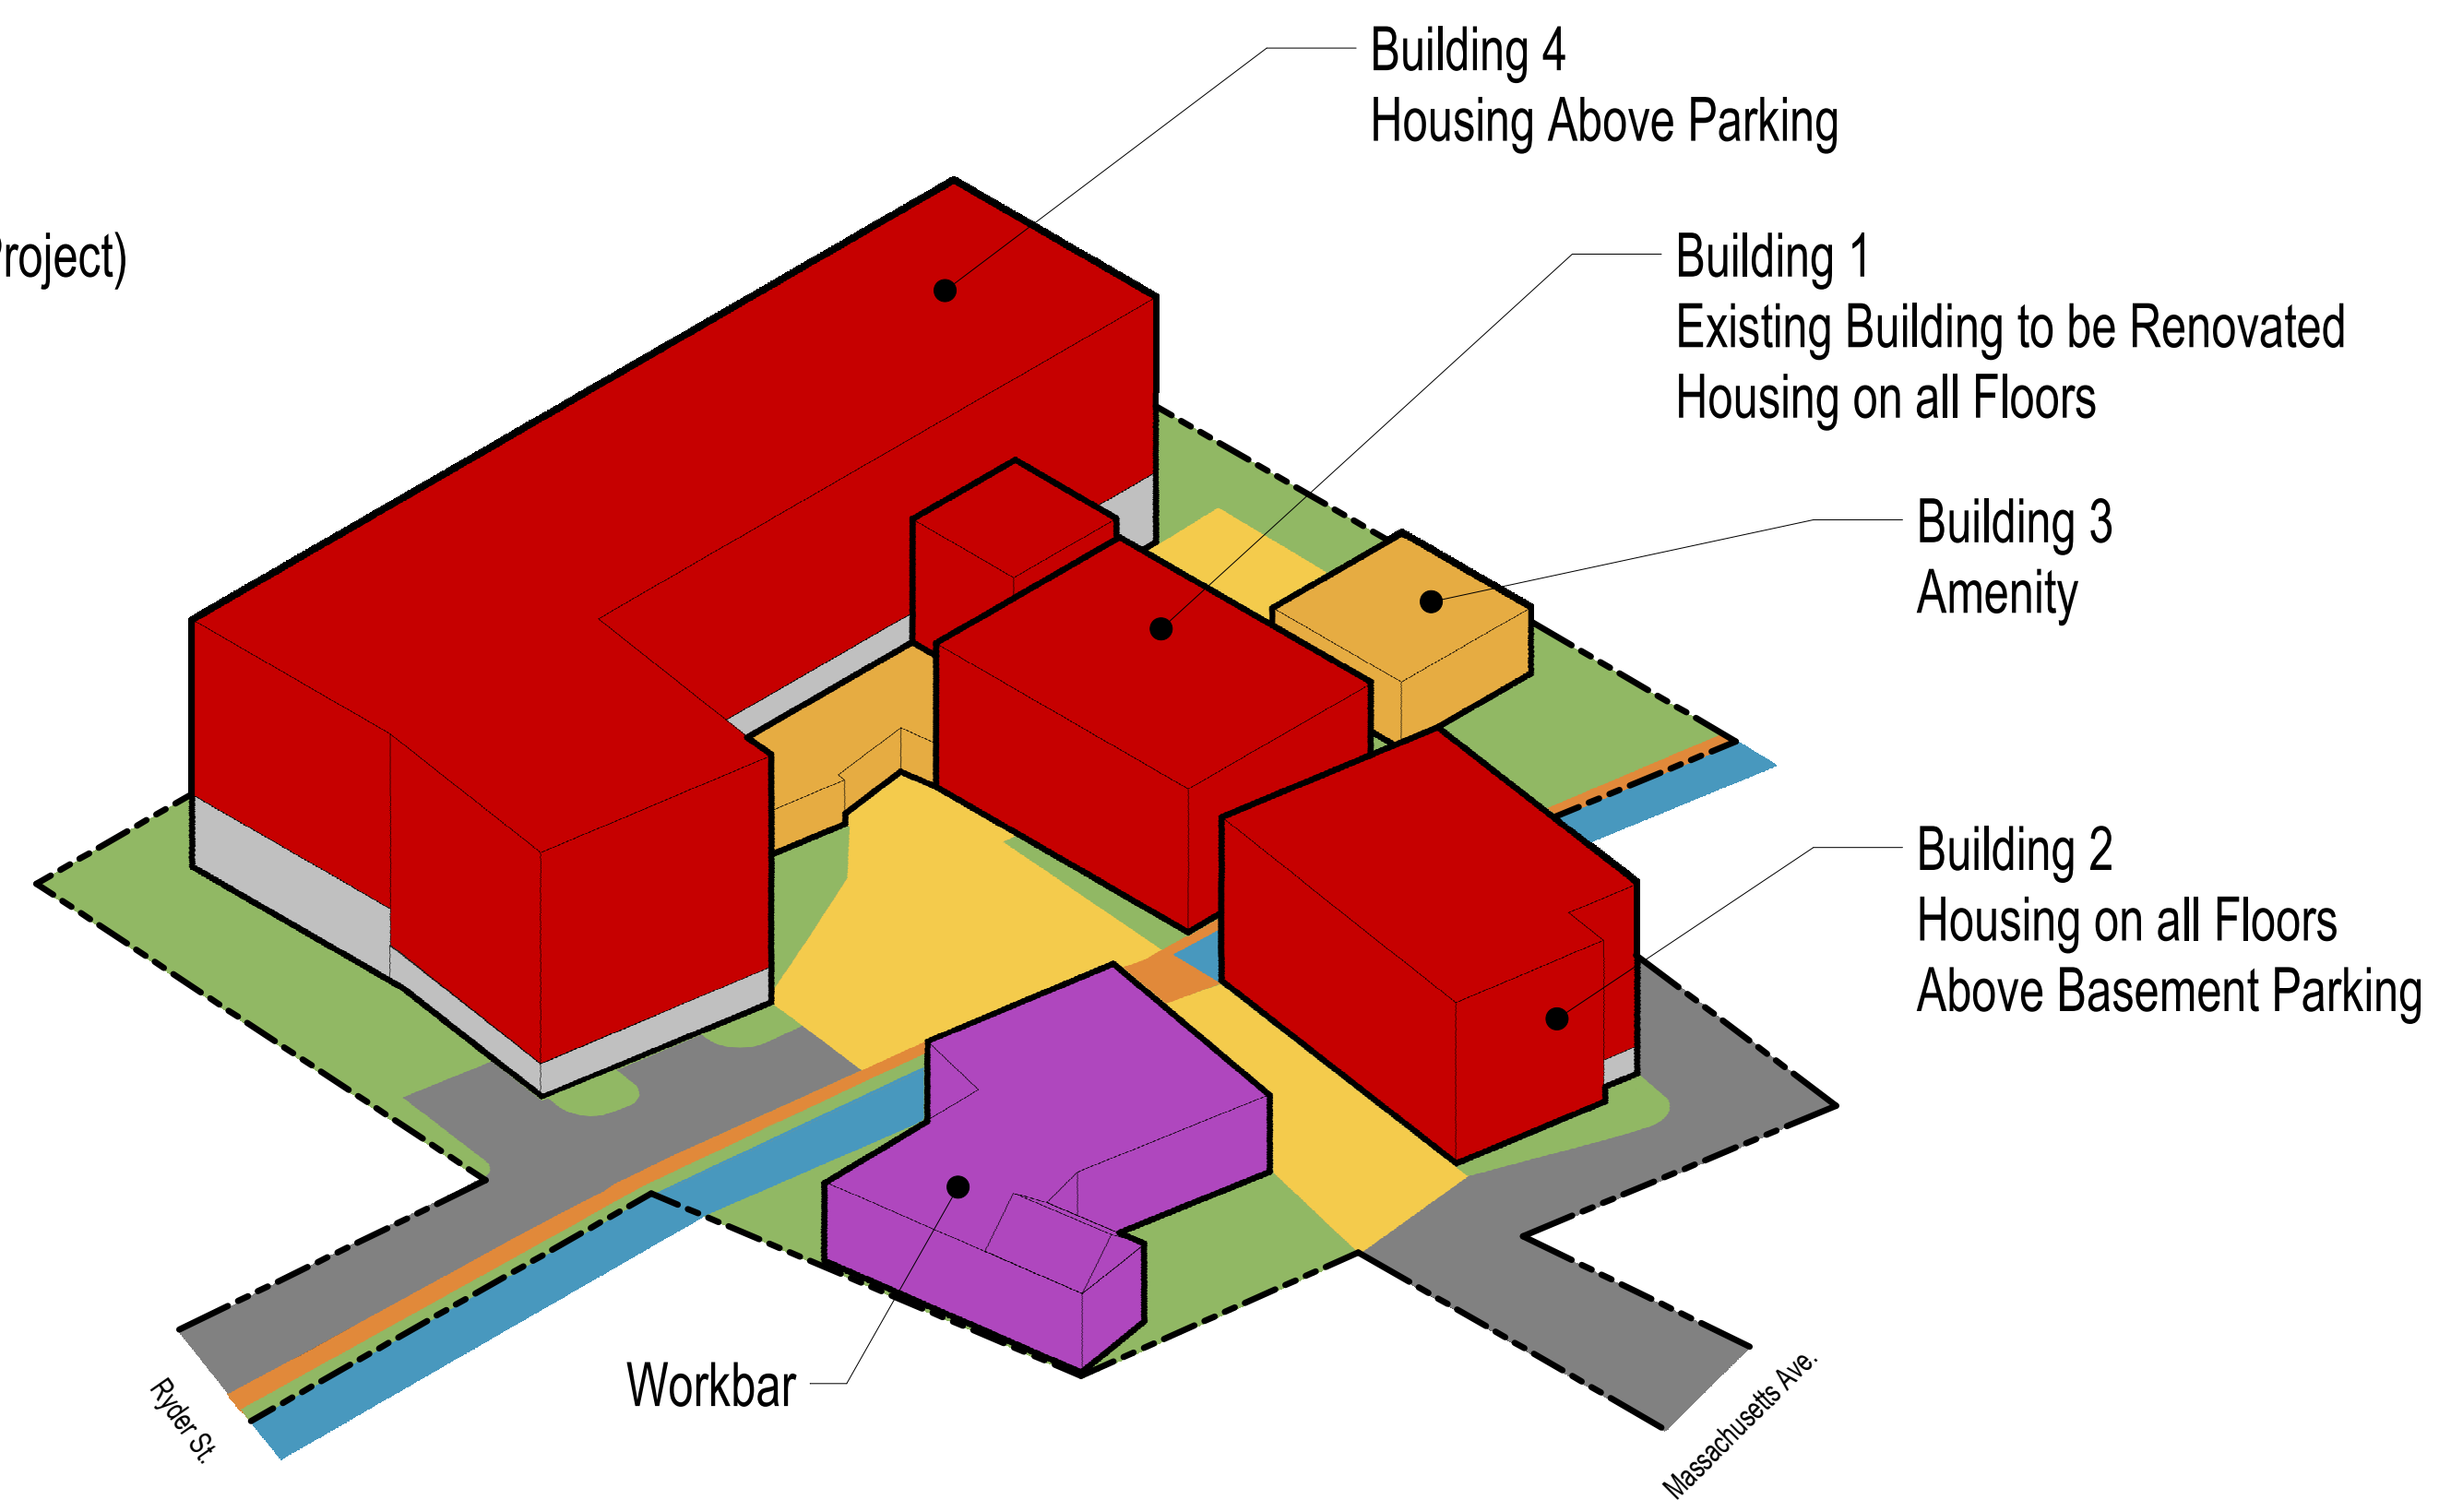 Building 4
Housing Above Parking
roject)
Building 1
Existing Building to be Renovated
Housing on all Floors
Building 3
Amenity
Building 2
Housing on all Floors
Above Basement Parking
Workbar
Ryder St.
Massachusetts Ave.